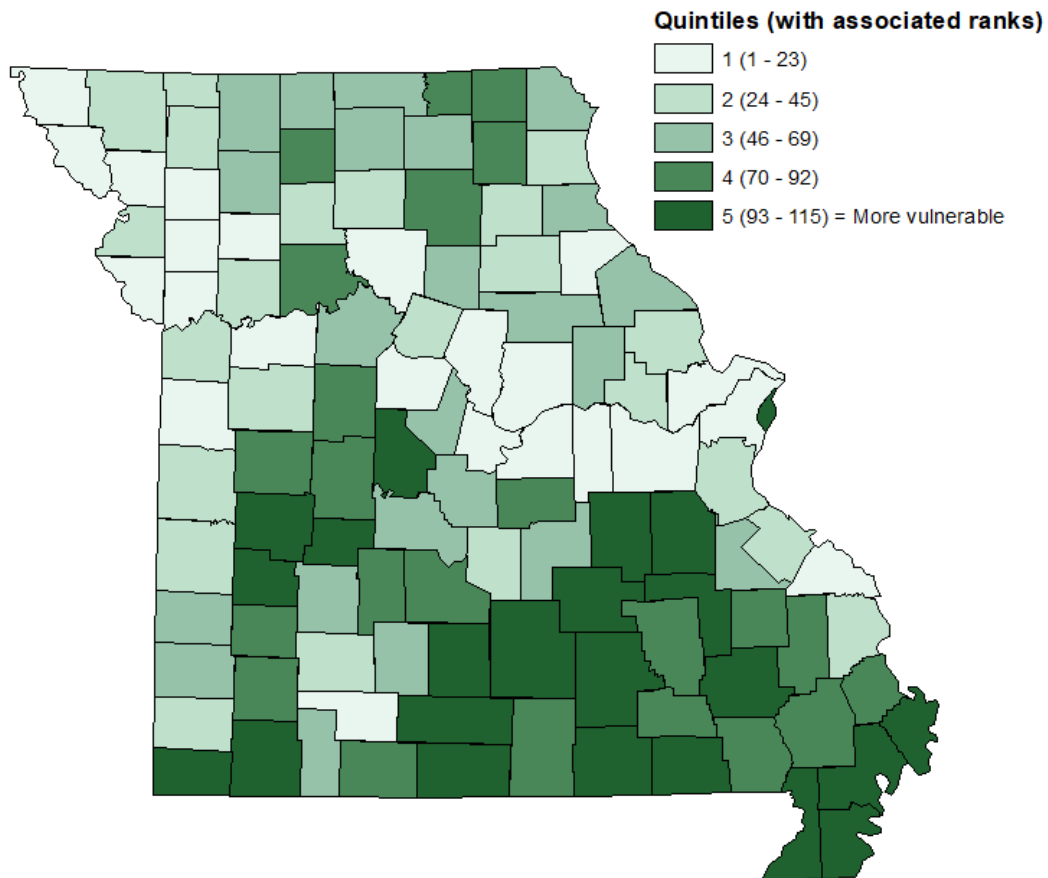 Quintiles (with associated ranks)
1 (1 - 23)
2 (24 - 45)
3 (46 - 69)
4 (70 - 92)
5 (93 - 115) = More vulnerable